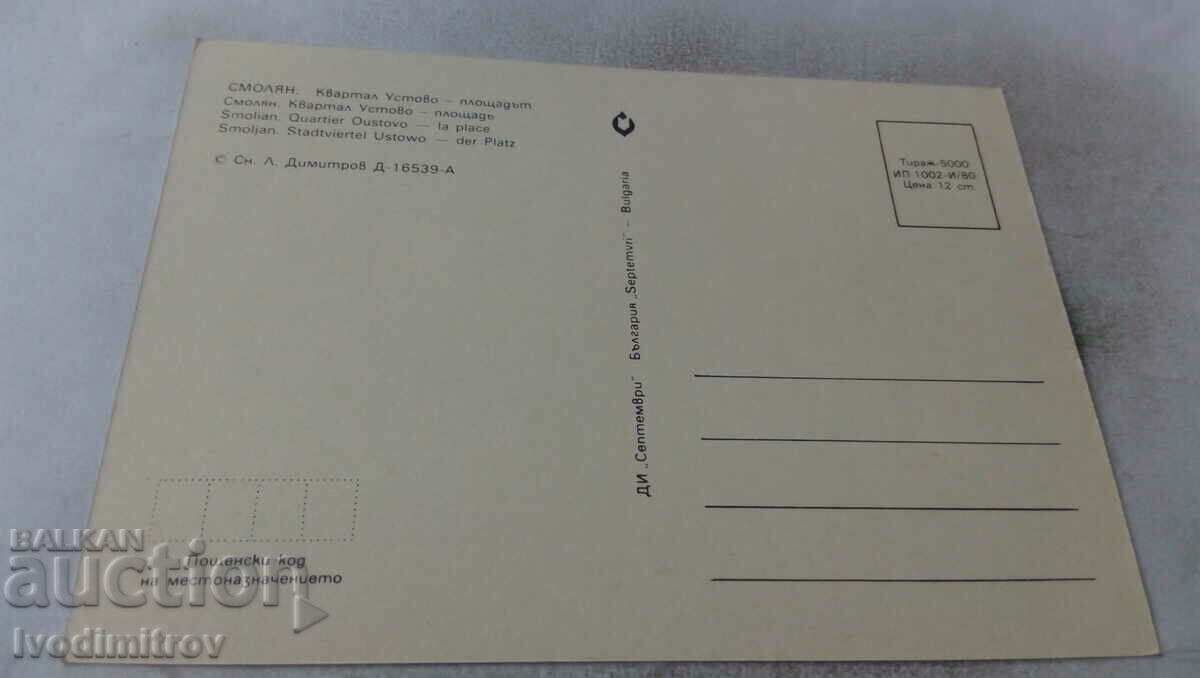 СМОЛЯН. Квартал Устово – площадът
Смолян. Квартал Устово – площадь
Smolian. Quartier Oustovo — la place
Smoljan. Stadtviertel Ustowo — der Platz
© Сн. Л. Димитров Д-16539-А
Тираж-5000
ИП 1002-И/80
Цена 12 ст.
ДИ „Септември" България „Septemvri" – Bulgaria
Пощенски код
на местоназначението
BALKAN
auction
Ivodimitrov